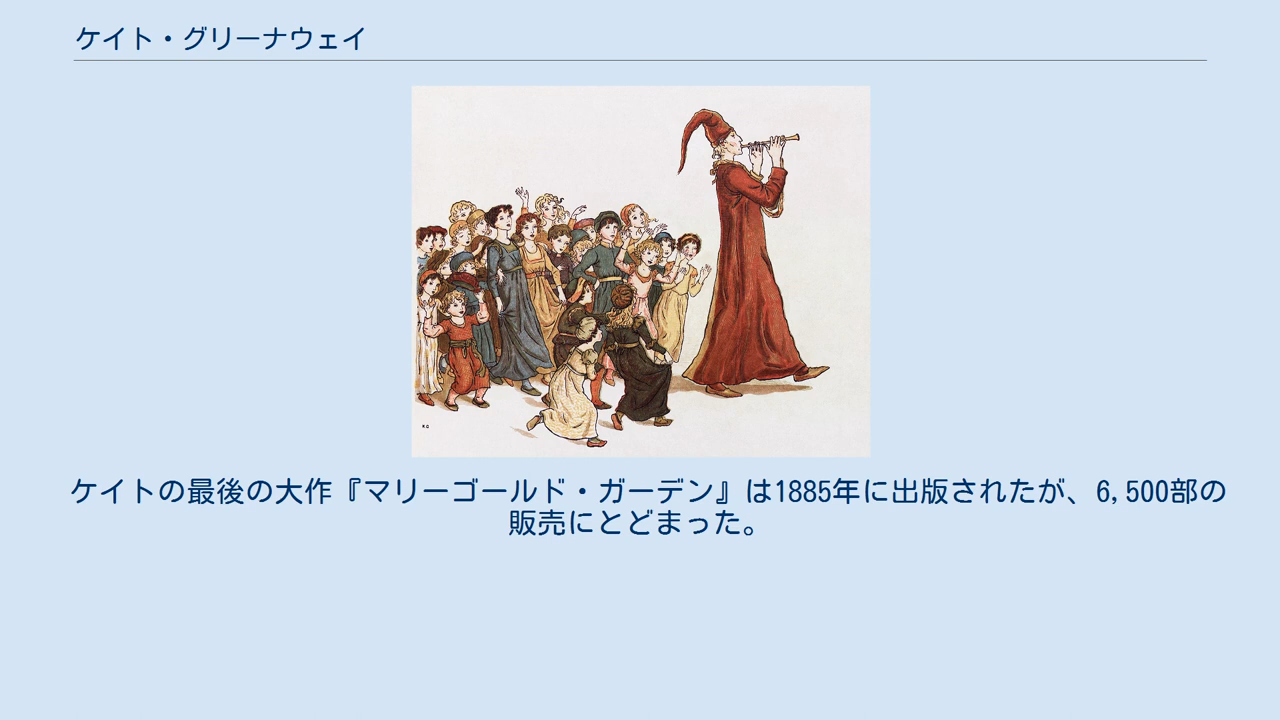 ケイト・グリーナウェイ
KG
ケイトの最後の大作『マリーゴールド・ガーデン』は1885年に出版されたが、6,500部の
販売にとどまった。